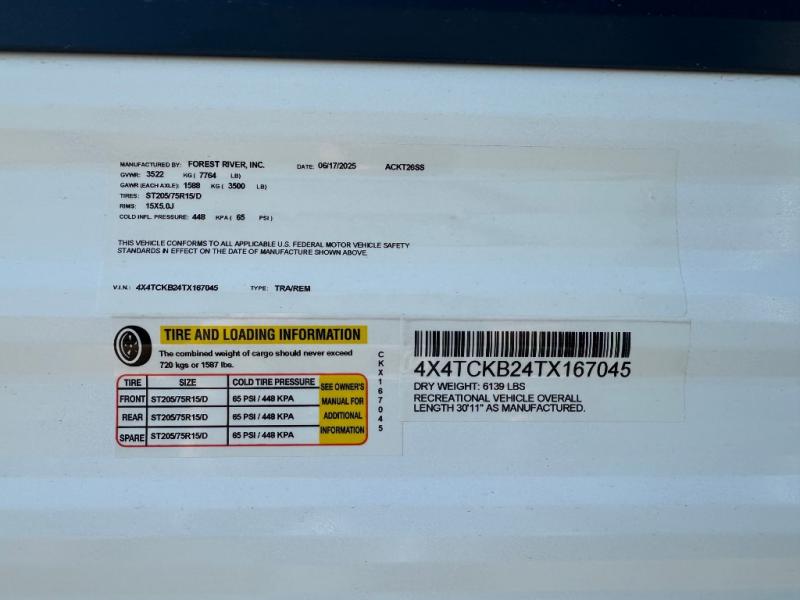 MANUFACTURED BY: FOREST RIVER, INC. DATE: 06/17/2025 ACKT26SS
GVWR: 3522 KG ( 7764 LB)
GAWR (EACH AXLE): 1588 KG ( 3500 LB)
TIRES: ST205/75R15/D
RIMS: 15X5.0J
COLD INFL. PRESSURE: 448 KPA ( 65 PSI)
THIS VEHICLE CONFORMS TO ALL APPLICABLE U.S. FEDERAL MOTOR VEHICLE SAFETY
STANDARDS IN EFFECT ON THE DATE OF MANUFACTURE SHOWN ABOVE.
V.I.N.: 4X4TCKB24TX167045 TYPE: TRA/REM
TIRE AND LOADING INFORMATION
The combined weight of cargo should never exceed
720 kgs or 1587 lbs.
TIRE SIZE COLD TIRE PRESSURE
FRONT ST205/75R15/D 65 PSI / 448 KPA
REAR ST205/75R15/D 65 PSI / 448 KPA
SPARE ST205/75R15/D 65 PSI / 448 KPA
SEE OWNER'S
MANUAL FOR
ADDITIONAL
INFORMATION
CKX167045
4X4TCKB24TX167045
DRY WEIGHT: 6139 LBS
RECREATIONAL VEHICLE OVERALL
LENGTH 30'11" AS MANUFACTURED.